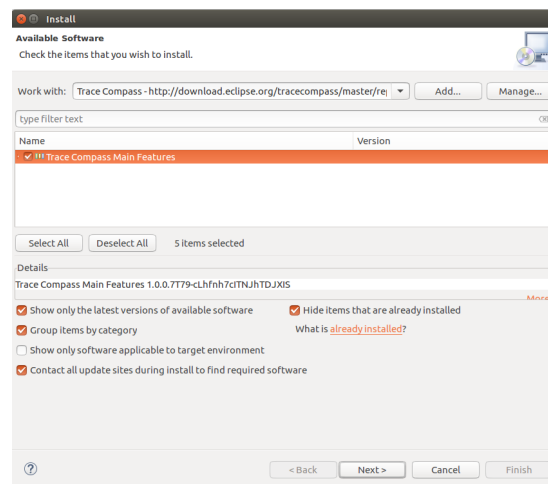 Install
Available Software
Check the items that you wish to install.
Work with: Trace Compass - http://download.eclipse.org/tracecompass/master/re Add... Manage...
type filter text
Name Version
Trace Compass Main Features
Select All Deselect All 5 items selected
Details
Trace Compass Main Features 1.0.0.7T79-cLhfnh7cITNJhTDJXIS
More
Show only the latest versions of available software Hide items that are already installed
Group items by category What is already installed?
Show only software applicable to target environment
Contact all update sites during install to find required software
? < Back Next > Cancel Finish